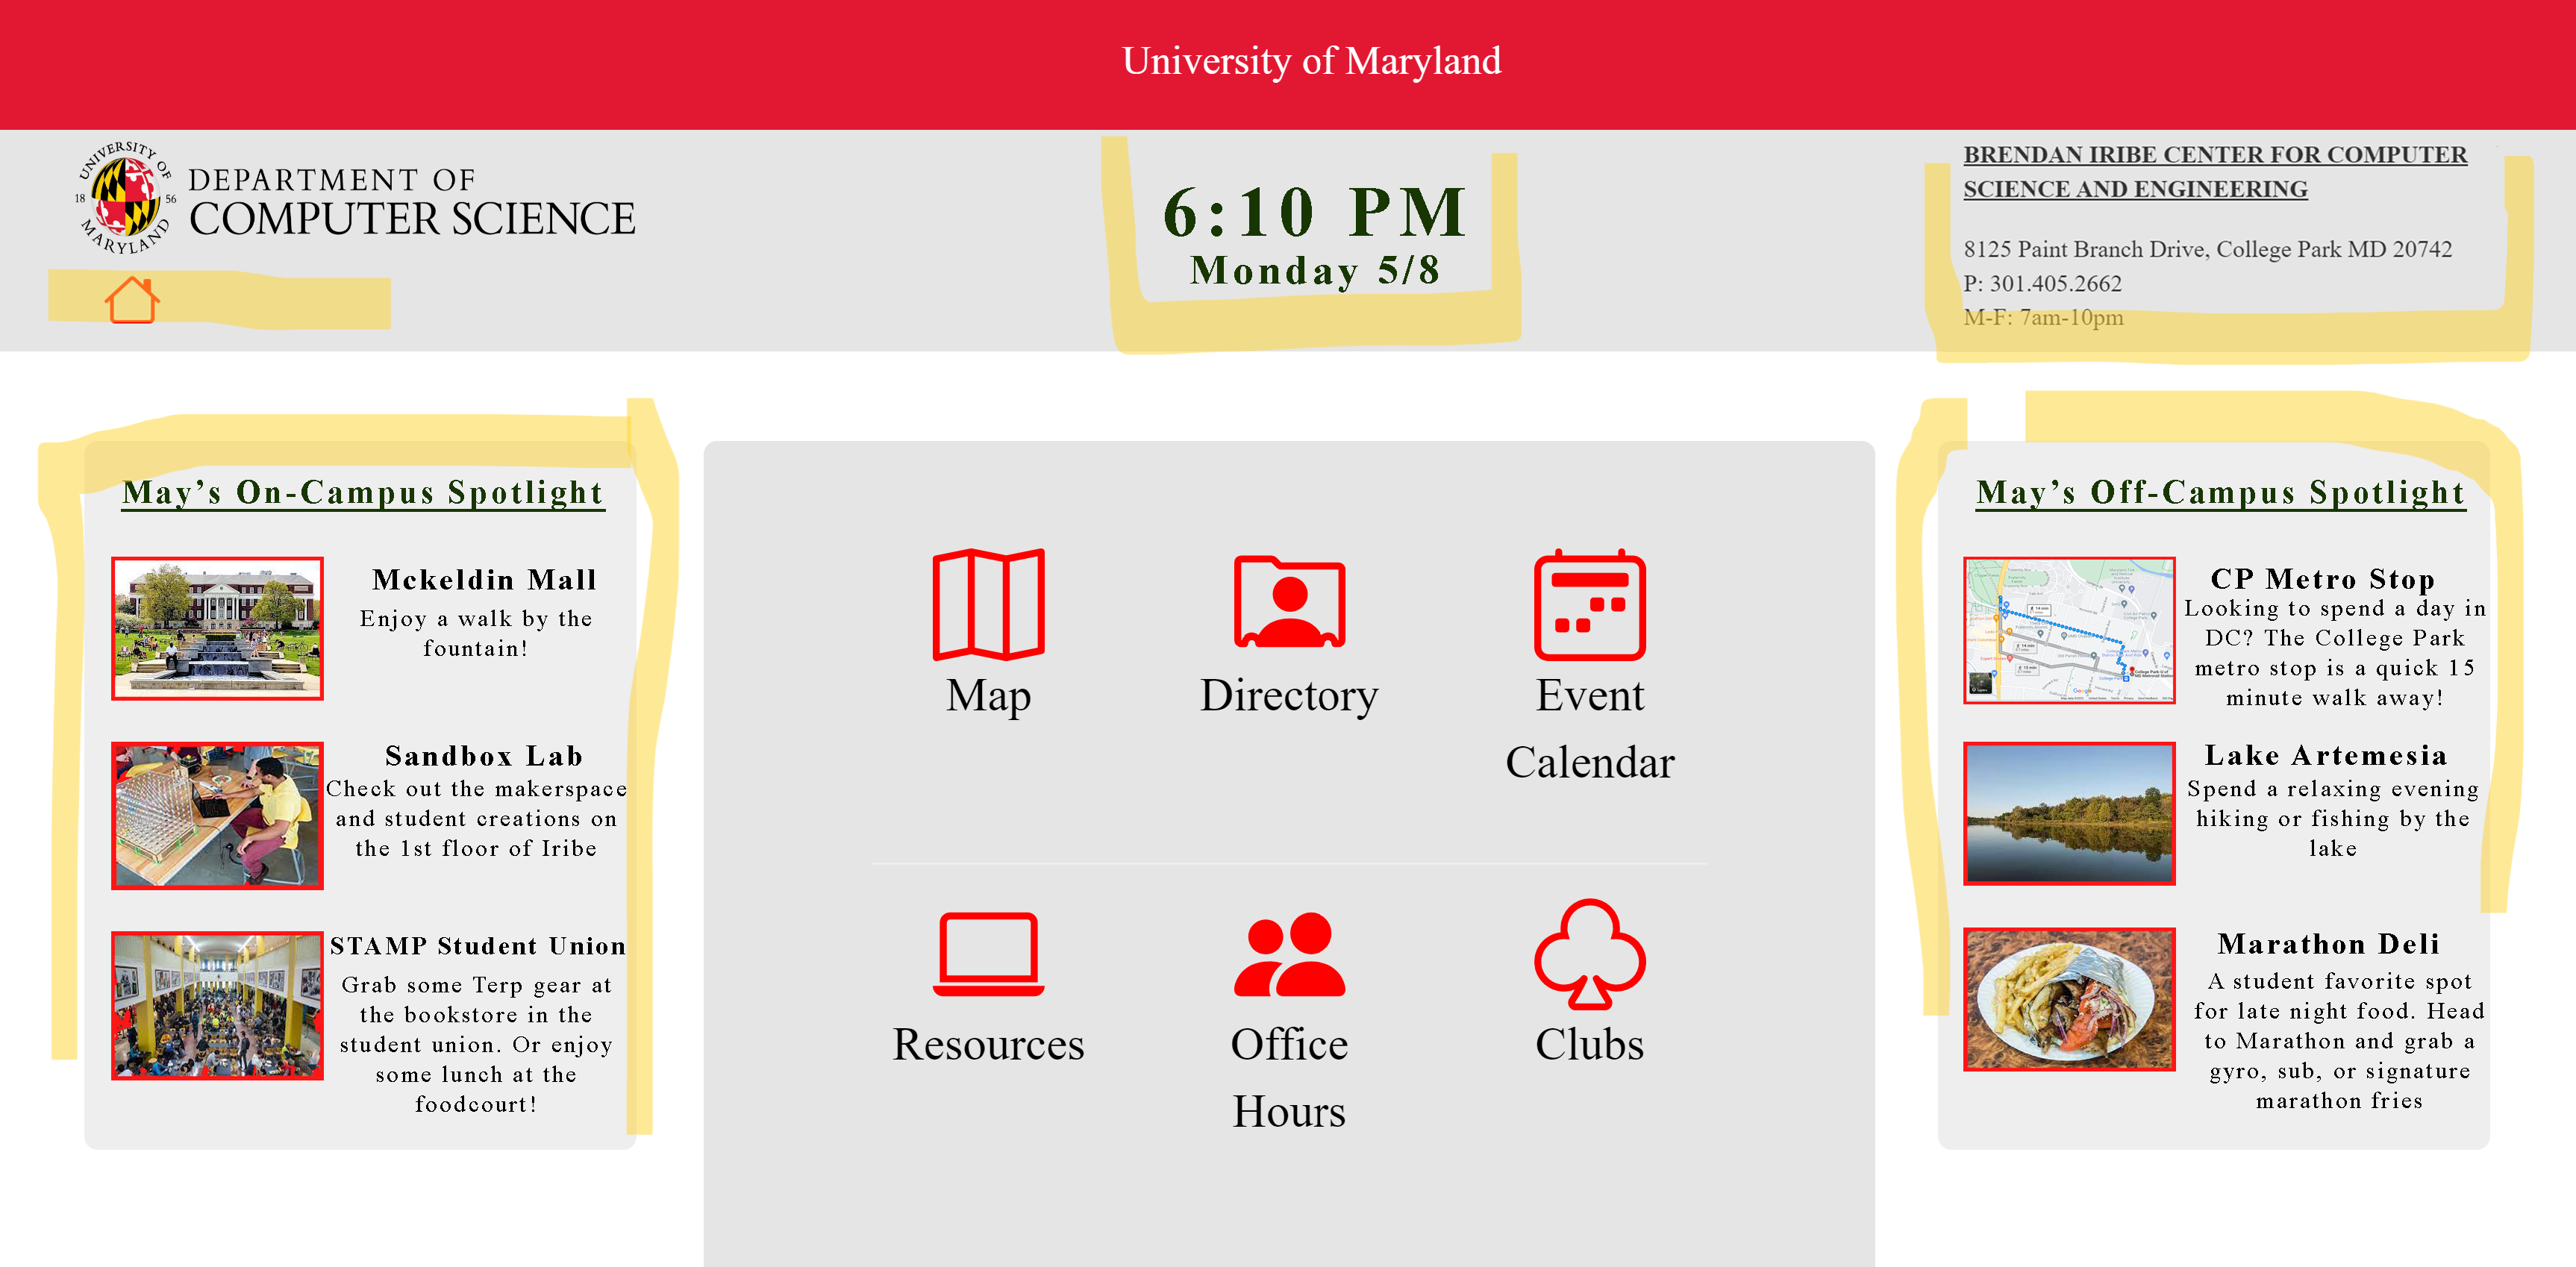 University of Maryland
UNIVERSITY OF
18 56
MARYLAND
DEPARTMENT OF
COMPUTER SCIENCE
6:10 PM
Monday 5/8
BRENDAN IRIBE CENTER FOR COMPUTER
SCIENCE AND ENGINEERING
8125 Paint Branch Drive, College Park MD 20742
P: 301.405.2662
M-F: 7am-10pm
May's On-Campus Spotlight
Mckeldin Mall
Enjoy a walk by the
fountain!
Sandbox Lab
Check out the makerspace
and student creations on
the 1st floor of Iribe
STAMP Student Union
Grab some Terp gear at
the bookstore in the
student union. Or enjoy
some lunch at the
foodcourt!
Map
Directory
Event
Calendar
Resources
Office
Hours
Clubs
May's Off-Campus Spotlight
CP Metro Stop
Looking to spend a day in
DC? The College Park
metro stop is a quick 15
minute walk away!
Lake Artemesia
Spend a relaxing evening
hiking or fishing by the
lake
Marathon Deli
A student favorite spot
for late night food. Head
to Marathon and grab a
gyro, sub, or signature
marathon fries